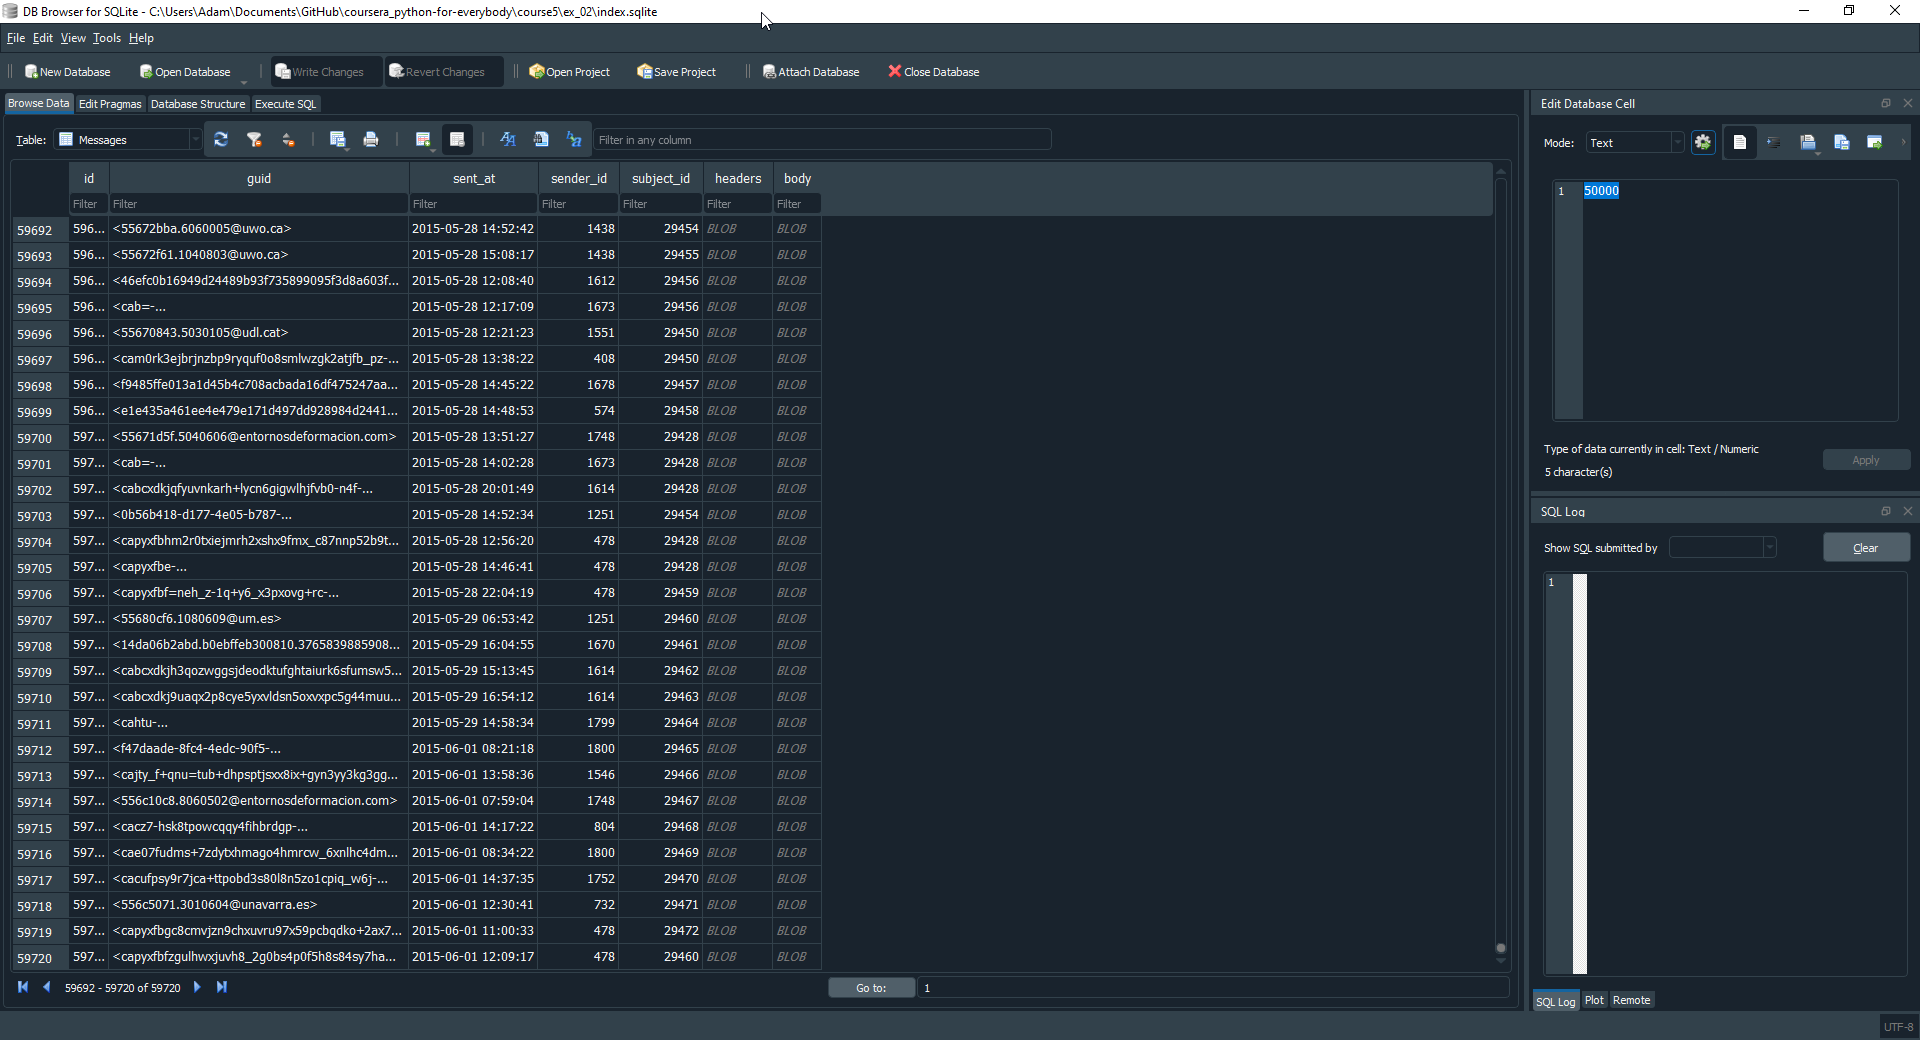 DB Browser for SQLite - C:\Users\Adam\Documents\GitHub\coursera_python-for-everybody\course5\ex_02\index.sqlite
File Edit View Tools Help
New Database Open Database Write Changes Revert Changes Open Project Save Project Attach Database Close Database
Browse Data Edit Pragmas Database Structure Execute SQL
Table: Messages Filter in any column
id guid sent_at sender_id subject_id headers body
Filter Filter Filter Filter Filter Filter Filter
59692 596... <55672bba.6060005@uwo.ca> 2015-05-28 14:52:42 1438 29454 BLOB BLOB
59693 596... <55672f61.1040803@uwo.ca> 2015-05-28 15:08:17 1438 29455 BLOB BLOB
59694 596... <46efc0b16949d24489b93f735899095f3d8a603f... 2015-05-28 12:08:40 1612 29456 BLOB BLOB
59695 596... <cab=-... 2015-05-28 12:17:09 1673 29456 BLOB BLOB
59696 596... <55670843.5030105@udl.cat> 2015-05-28 12:21:23 1551 29450 BLOB BLOB
59697 596... <cam0rk3ejbrjnzbp9ryquf0o8smlwzgk2atjfb_pz-... 2015-05-28 13:38:22 408 29450 BLOB BLOB
59698 596... <f9485ffe013a1d45b4c708acbada16df475247aa... 2015-05-28 14:45:22 1678 29457 BLOB BLOB
59699 596... <e1e435a461ee4e479e171d497dd928984d2441... 2015-05-28 14:48:53 574 29458 BLOB BLOB
59700 597... <55671d5f.5040606@entornosdeformacion.com> 2015-05-28 13:51:27 1748 29428 BLOB BLOB
59701 597... <cab=-... 2015-05-28 14:02:28 1673 29428 BLOB BLOB
59702 597... <cabcxdkjqfyuvnkarh+lycn6gigwlhjfvb0-n4f-... 2015-05-28 20:01:49 1614 29428 BLOB BLOB
59703 597... <0b56b418-d177-4e05-b787-... 2015-05-28 14:52:34 1251 29454 BLOB BLOB
59704 597... <capyxfbhm2r0txiejmrh2xshx9fmx_c87nnp52b9t... 2015-05-28 12:56:20 478 29428 BLOB BLOB
59705 597... <capyxfbe-... 2015-05-28 14:46:41 478 29428 BLOB BLOB
59706 597... <capyxfbf=neh_z-1q+y6_x3pxovg+rc-... 2015-05-28 22:04:19 478 29459 BLOB BLOB
59707 597... <55680cf6.1080609@um.es> 2015-05-29 06:53:42 1251 29460 BLOB BLOB
59708 597... <14da06b2abd.b0ebffeb300810.3765839885908... 2015-05-29 16:04:55 1670 29461 BLOB BLOB
59709 597... <cabcxdkjh3qozwggsjdeodktufghtaiurk6sfumsw5... 2015-05-29 15:13:45 1614 29462 BLOB BLOB
59710 597... <cabcxdkj9uaqx2p8cye5yxvldsn5oxvxpc5g44muu... 2015-05-29 16:54:12 1614 29463 BLOB BLOB
59711 597... <cahtu-... 2015-05-29 14:58:34 1799 29464 BLOB BLOB
59712 597... <f47daade-8fc4-4edc-90f5-... 2015-06-01 08:21:18 1800 29465 BLOB BLOB
59713 597... <cajty_f+qnu=tub+dhpsptjsxx8ix+gyn3yy3kg3gg... 2015-06-01 13:58:36 1546 29466 BLOB BLOB
59714 597... <556c10c8.8060502@entornosdeformacion.com> 2015-06-01 07:59:04 1748 29467 BLOB BLOB
59715 597... <cacz7-hsk8tpowcqqy4fihbrdgp-... 2015-06-01 14:17:22 804 29468 BLOB BLOB
59716 597... <cae07fudms+7zdytxhmago4hmrcw_6xnlhc4dm... 2015-06-01 08:34:22 1800 29469 BLOB BLOB
59717 597... <cacufpsy9r7jca+ttpobd3s80l8n5zo1cpiq_w6j-... 2015-06-01 14:37:35 1752 29470 BLOB BLOB
59718 597... <556c5071.3010604@unavarra.es> 2015-06-01 12:30:41 732 29471 BLOB BLOB
59719 597... <capyxfbgc8cmvjzn9chxuvru97x59pcbqdko+2ax7... 2015-06-01 11:00:33 478 29472 BLOB BLOB
59720 597... <capyxfbfzgulhwxjuvh8_2g0bs4p0f5h8s84sy7ha... 2015-06-01 12:09:17 478 29460 BLOB BLOB
59692 - 59720 of 59720 Go to: 1
Edit Database Cell
Mode: Text
1 50000
Type of data currently in cell: Text / Numeric
5 character(s) Apply
SQL Log
Show SQL submitted by Clear
1
SQL Log Plot Remote
UTF-8